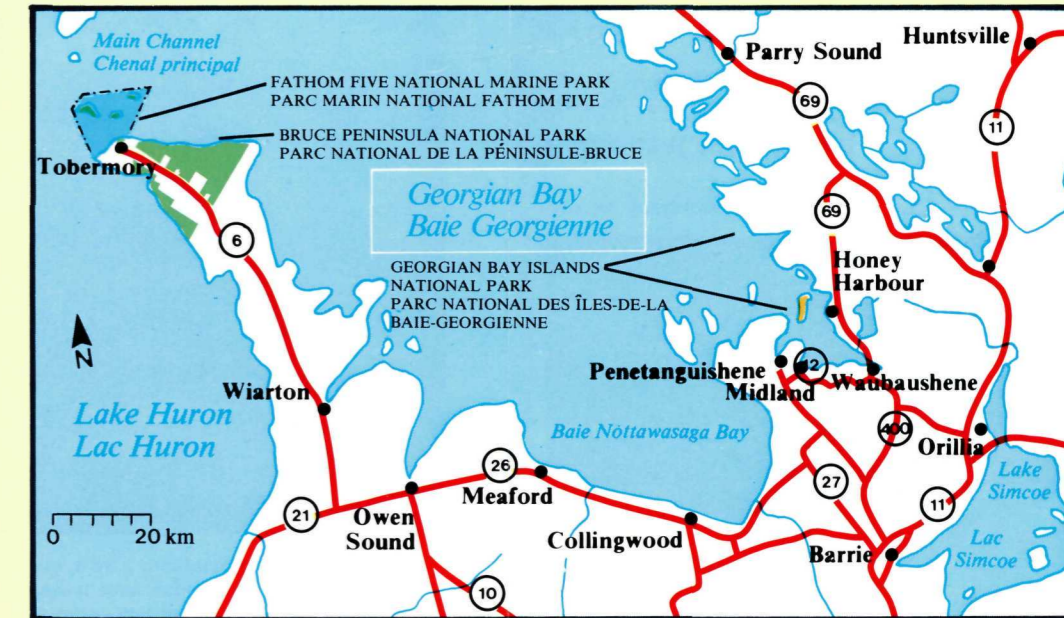 Main Channel
Chenal principal
FATHOM FIVE NATIONAL MARINE PARK
PARC MARIN NATIONAL FATHOM FIVE
BRUCE PENINSULA NATIONAL PARK
PARC NATIONAL DE LA PÉNINSULE-BRUCE
Tobermory
Georgian Bay
Baie Georgienne
GEORGIAN BAY ISLANDS
NATIONAL PARK
PARC NATIONAL DES ÎLES-DE-LA
BAIE-GEORGIENNE
Parry Sound
Huntsville
69
11
69
6
Honey
Harbour
N
Penetanguishene
Midland
12
Waubaushene
Wiarton
Lake Huron
Lac Huron
Baie Nottawasaga Bay
400
Orillia
26
Meaford
27
Lake
Simcoe
21
Owen
Sound
Collingwood
11
Lac
Simcoe
Barrie
0 20 km
10